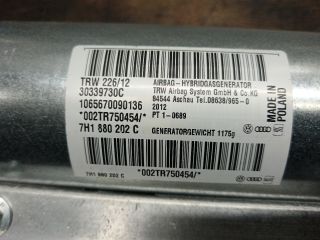 TRW 226/12
30339730C
1065670090136
*002TR750454/*
7H1 880 202 C
AIRBAG-HYBRIDGASGENERATOR
TRW Airbag System GmbH & Co.KG
84544 Aschau Tel.08638/965-0
2012
PT 1-0689
GENERATORGEWICHT 1175g
MADE IN
POLAND
7H1 880 202 C
*002TR750454/*